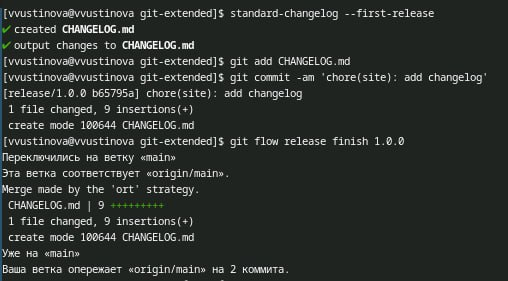 [vvustinova@vvustinova git-extended]$ standard-changelog --first-release
✔ created CHANGELOG.md
✔ output changes to CHANGELOG.md
[vvustinova@vvustinova git-extended]$ git add CHANGELOG.md
[vvustinova@vvustinova git-extended]$ git commit -am 'chore(site): add changelog'
[release/1.0.0 b65795a] chore(site): add changelog
 1 file changed, 9 insertions(+)
 create mode 100644 CHANGELOG.md
[vvustinova@vvustinova git-extended]$ git flow release finish 1.0.0
Переключились на ветку «main»
Эта ветка соответствует «origin/main».
Merge made by the 'ort' strategy.
 CHANGELOG.md | 9 +++++++++
 1 file changed, 9 insertions(+)
 create mode 100644 CHANGELOG.md
Уже на «main»
Ваша ветка опережает «origin/main» на 2 коммита.